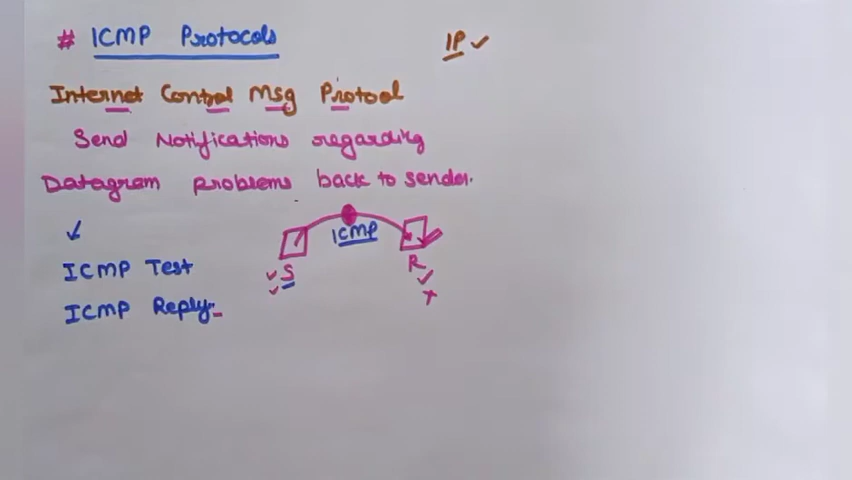 # ICMP Protocols
IP ✓
Internet Control Msg Protocol
Send Notifications regarding
Datagram problems back to sender.
ICMP
S
R
ICMP Test
ICMP Reply